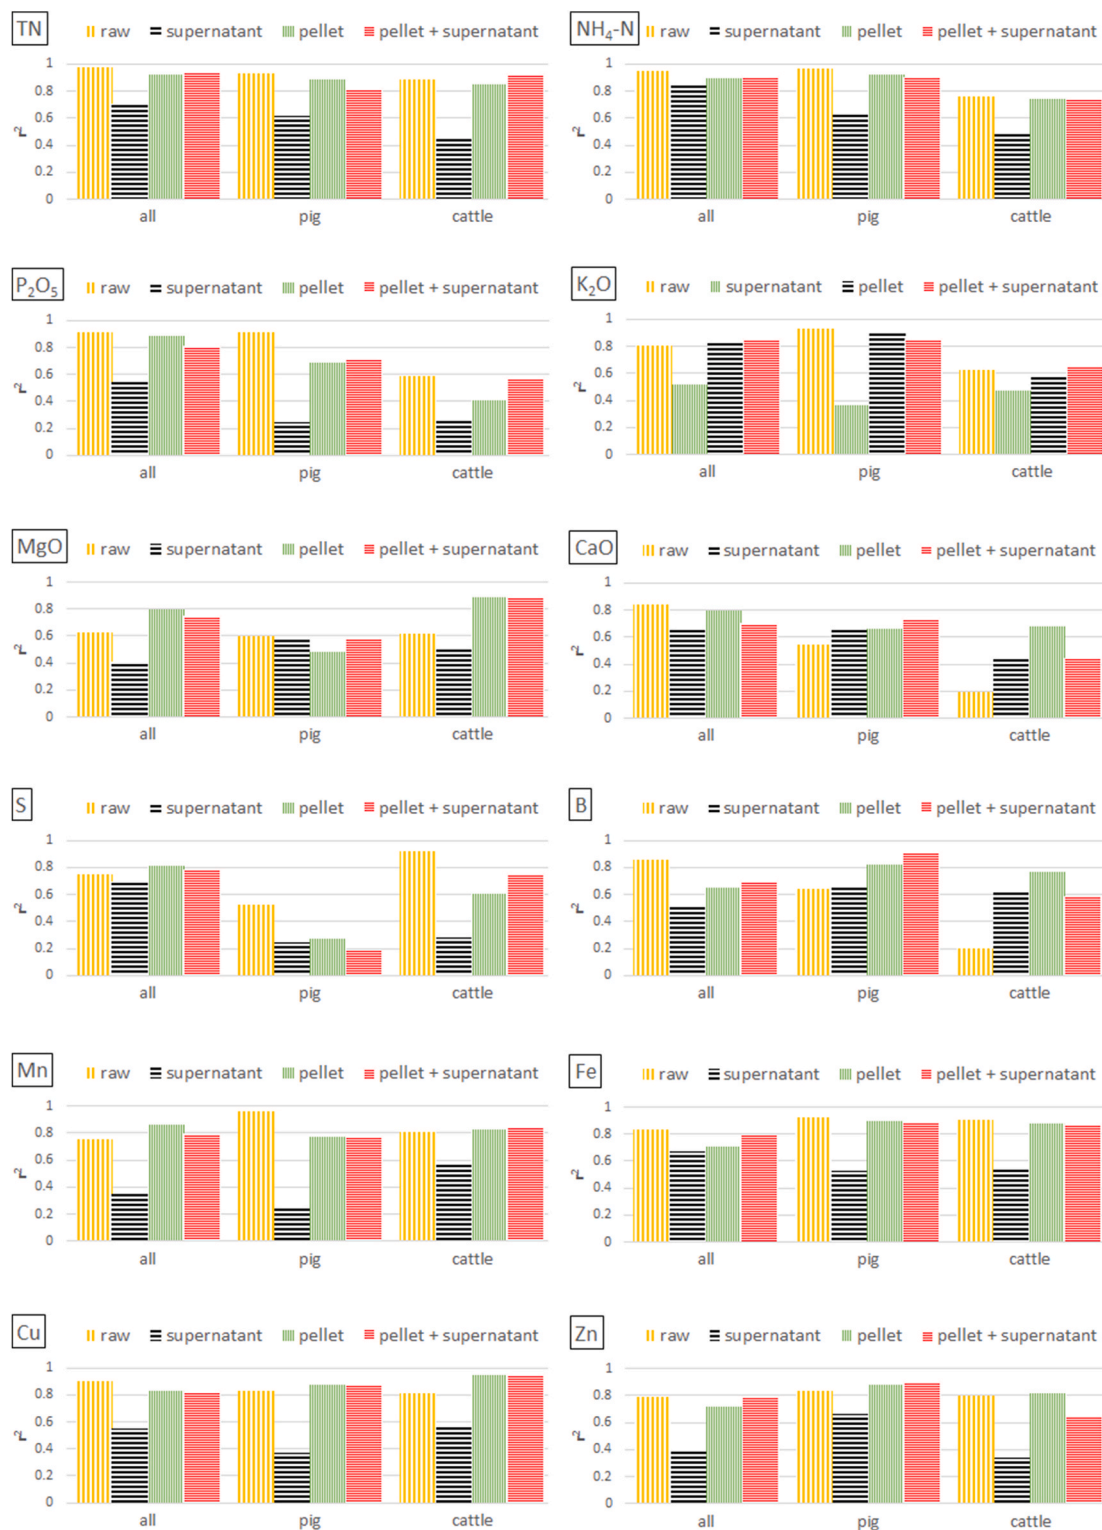 TN raw supernatant pellet pellet + supernatant
1
0.8
0.6
0.4
0.2
0
r²
all pig cattle
NH₄-N raw supernatant pellet pellet + supernatant
1
0.8
0.6
0.4
0.2
0
r²
all pig cattle
P₂O₅ raw supernatant pellet pellet + supernatant
1
0.8
0.6
0.4
0.2
0
r²
all pig cattle
K₂O raw supernatant pellet pellet + supernatant
1
0.8
0.6
0.4
0.2
0
r²
all pig cattle
MgO raw supernatant pellet pellet + supernatant
1
0.8
0.6
0.4
0.2
0
r²
all pig cattle
CaO raw supernatant pellet pellet + supernatant
1
0.8
0.6
0.4
0.2
0
r²
all pig cattle
S raw supernatant pellet pellet + supernatant
1
0.8
0.6
0.4
0.2
0
r²
all pig cattle
B raw supernatant pellet pellet + supernatant
1
0.8
0.6
0.4
0.2
0
r²
all pig cattle
Mn raw supernatant pellet pellet + supernatant
1
0.8
0.6
0.4
0.2
0
r²
all pig cattle
Fe raw supernatant pellet pellet + supernatant
1
0.8
0.6
0.4
0.2
0
r²
all pig cattle
Cu raw supernatant pellet pellet + supernatant
1
0.8
0.6
0.4
0.2
0
r²
all pig cattle
Zn raw supernatant pellet pellet + supernatant
1
0.8
0.6
0.4
0.2
0
r²
all pig cattle